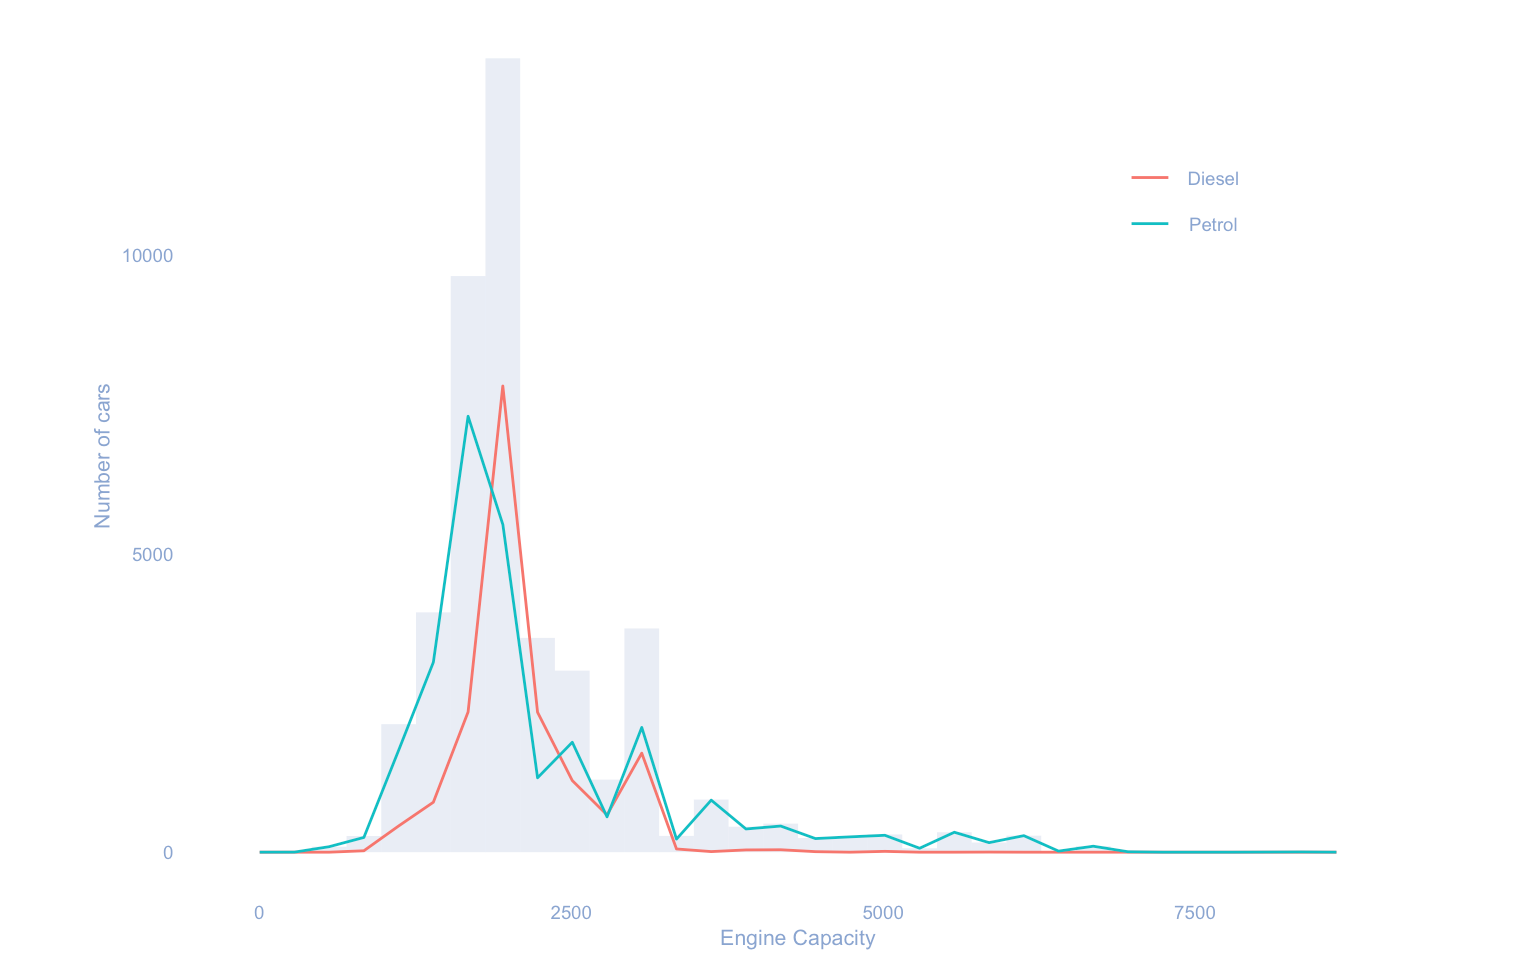 Diesel
Petrol
10000
5000
0
Number of cars
0 2500 5000 7500
Engine Capacity